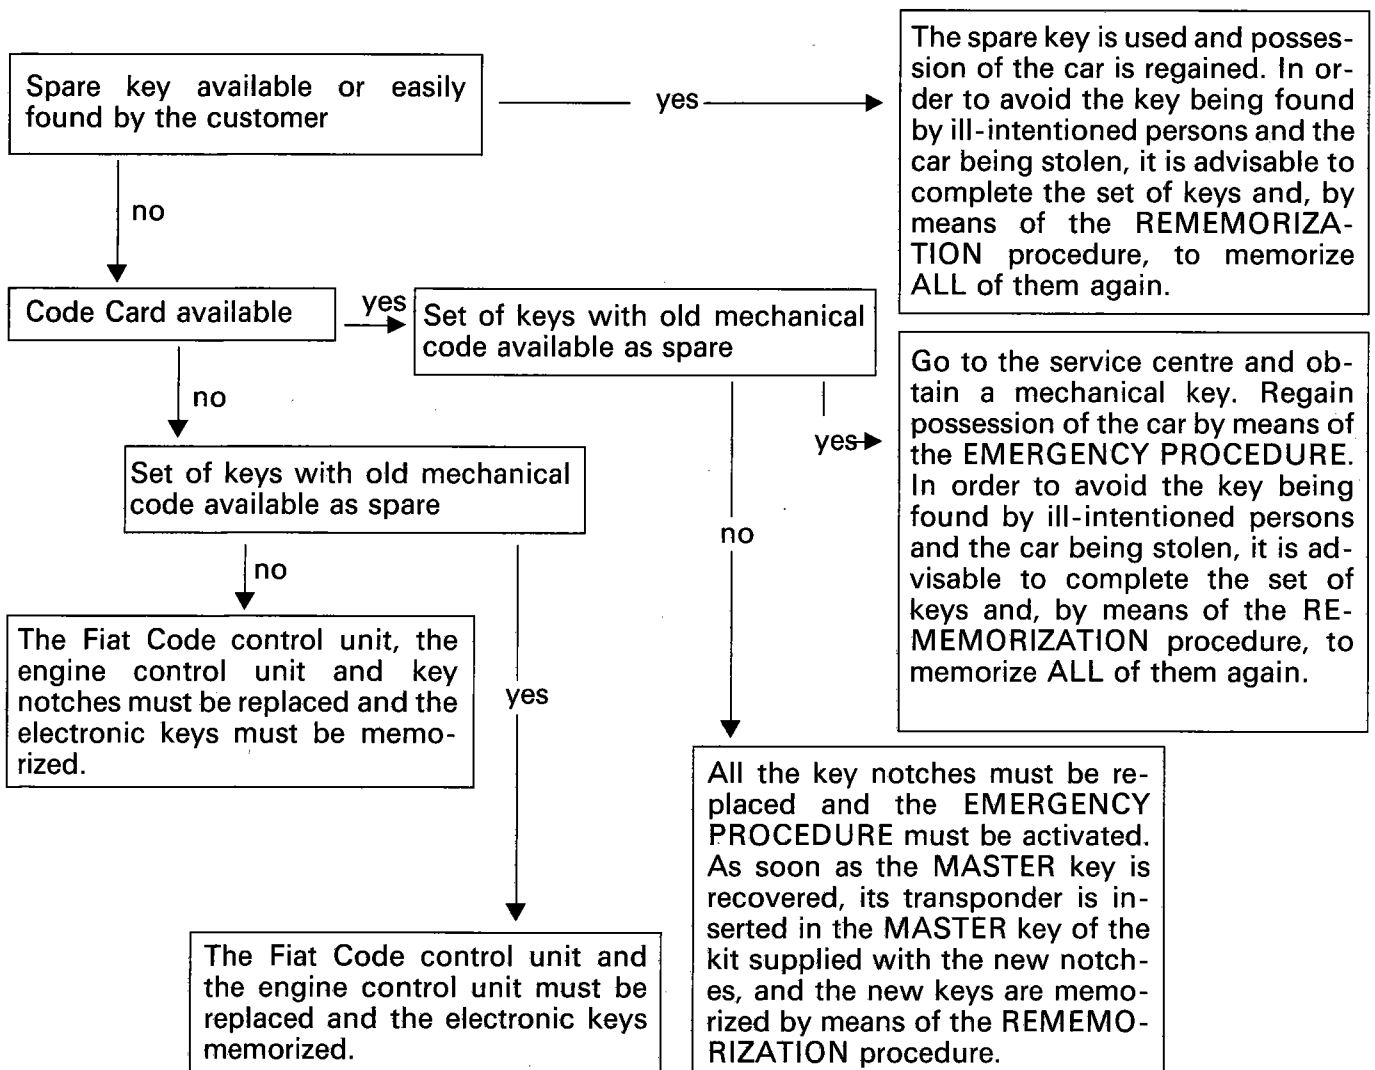 Spare key available or easily
found by the customer
yes
The spare key is used and posses-
sion of the car is regained. In or-
der to avoid the key being found
by ill-intentioned persons and the
car being stolen, it is advisable to
complete the set of keys and, by
means of the REMEMORIZA-
TION procedure, to memorize
ALL of them again.
no
Code Card available
yes
Set of keys with old mechanical
code available as spare
yes
Go to the service centre and ob-
tain a mechanical key. Regain
possession of the car by means of
the EMERGENCY PROCEDURE.
In order to avoid the key being
found by ill-intentioned persons
and the car being stolen, it is ad-
visable to complete the set of
keys and, by means of the RE-
MEMORIZATION procedure, to
memorize ALL of them again.
no
Set of keys with old mechanical
code available as spare
no
The Fiat Code control unit, the
engine control unit and key
notches must be replaced and the
electronic keys must be memo-
rized.
yes
The Fiat Code control unit and
the engine control unit must be
replaced and the electronic keys
memorized.
no
All the key notches must be re-
placed and the EMERGENCY
PROCEDURE must be activated.
As soon as the MASTER key is
recovered, its transponder is in-
serted in the MASTER key of the
kit supplied with the new notch-
es, and the new keys are memo-
rized by means of the REMEMO-
RIZATION procedure.